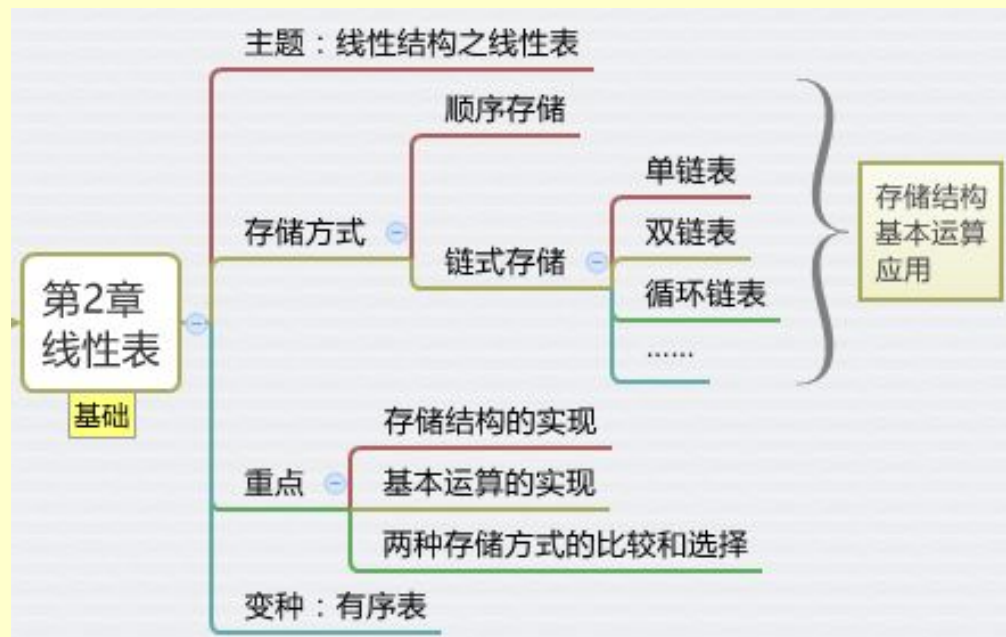 主题：线性结构之线性表
顺序存储
单链表
存储方式
双链表
链式存储
循环链表
......
存储结构
基本运算
应用
第2章
线性表
基础
存储结构的实现
重点
基本运算的实现
两种存储方式的比较和选择
变种：有序表